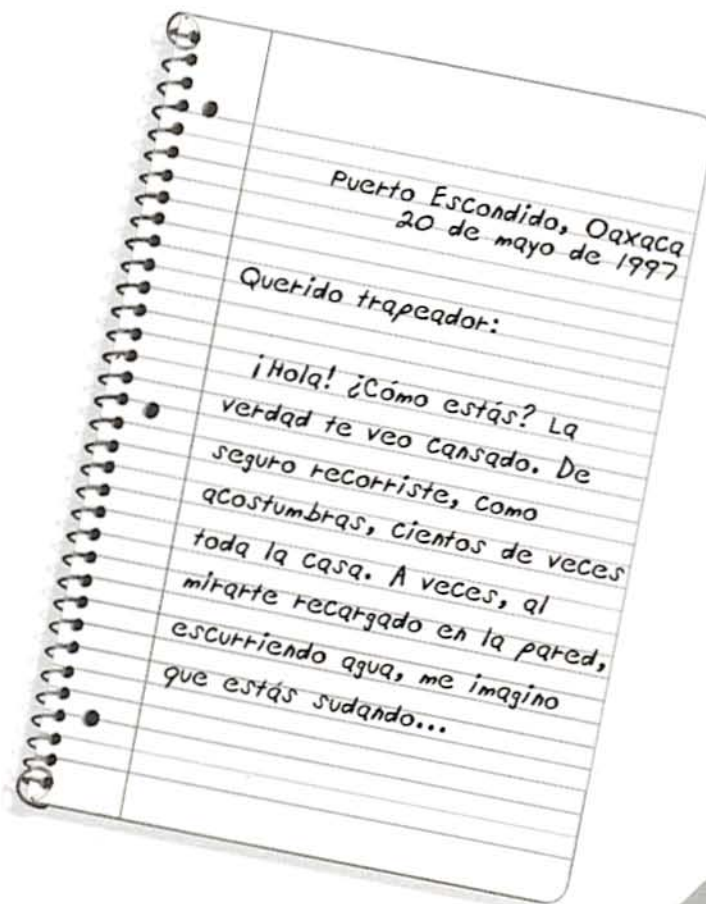 Puerto Escondido, Oaxaca
20 de mayo de 1997
Querido trapeador:
¡Hola! ¿Cómo estás? La
verdad te veo cansado. De
seguro recorriste, como
acostumbras, cientos de veces
toda la casa. A veces, al
mirarte recargado en la pared,
escurriendo agua, me imagino
que estás sudando...